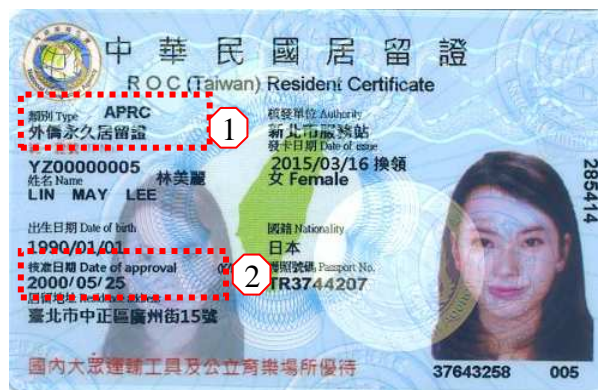 中華民國居留證
ROC (Taiwan) Resident Certificate
類別 Type APRC
外僑永久居留證
1
核發單位 Authority
新北市服務站
發卡日期 Date of issue
2015/03/16 換領
YZ00000005
姓名 Name 林美麗
女 Female
LIN MAY LEE
285414
出生日期 Date of birth
1990/01/01
國籍 Nationality
日本
核准日期 Date of approval
2000/05/25
2
護照號碼 Passport No.
TR3744207
居留地址
臺北市中正區廣州街15號
國內大眾運輸工具及公立育樂場所優待
37643258 005